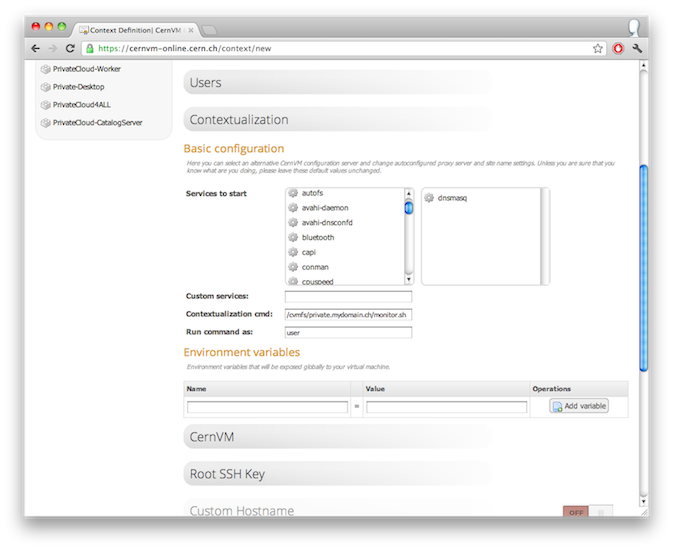 Context Definition| CernVM
https://cernvm-online.cern.ch/context/new
PrivateCloud-Worker
Private-Desktop
PrivateCloud4ALL
PrivateCloud-CatalogServer
Users
Contextualization
Basic configuration
Here you can select an alternative CernVM configuration server and change autoconfigured proxy server and site name settings. Unless you are sure that you
know what are you doing, please leave these default values unchanged.
Services to start
autofs
avahi-daemon
avahi-dnsconfd
bluetooth
capi
conman
cpuspeed
dnsmasq
Custom services:
Contextualization cmd: /cvmfs/private.mydomain.ch/monitor.sh
Run command as: user
Environment variables
Environment variables that will be exposed globally to your virtual machine.
Name Value Operations
= Add variable
CernVM
Root SSH Key
Custom Hostname OFF